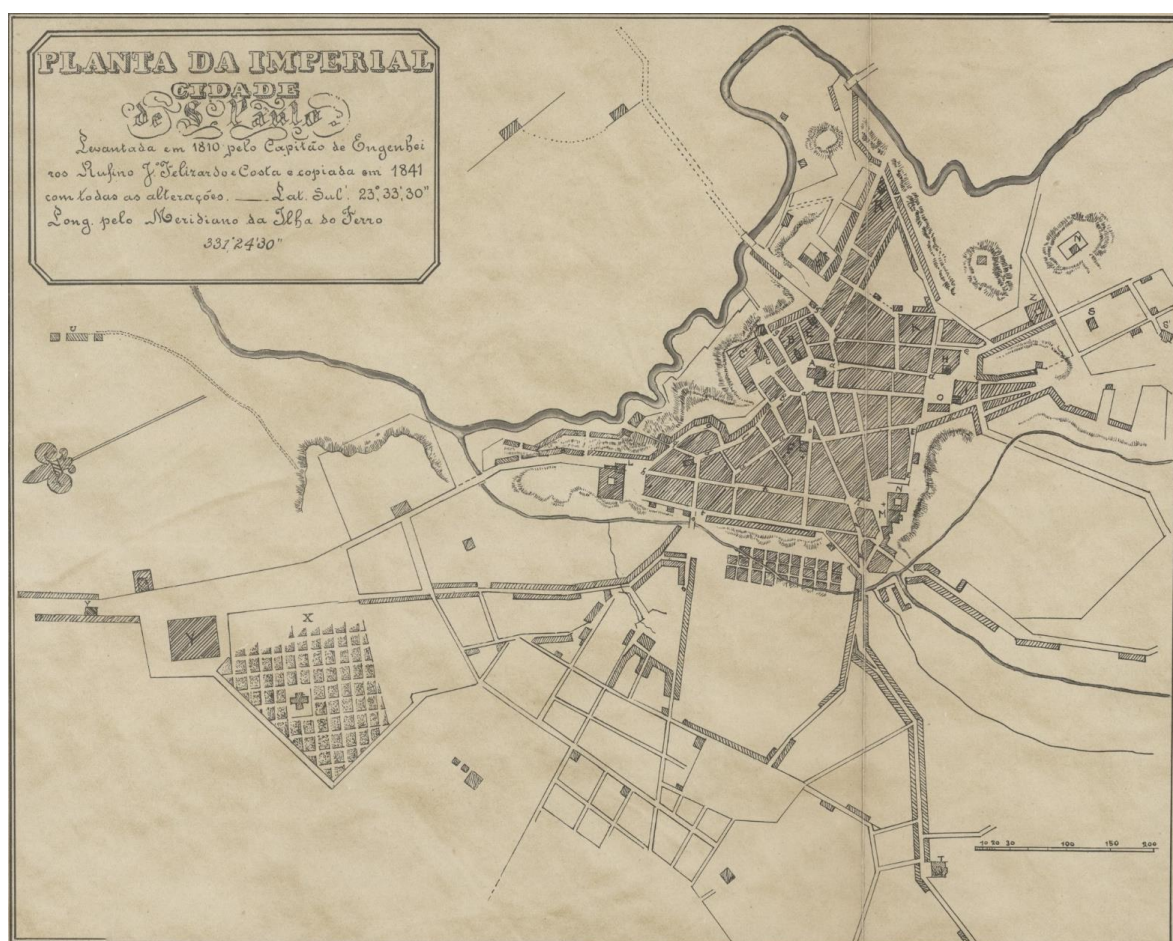 PLANTA DA IMPERIAL
CIDADE
de S. Paulo.
Levantada em 1810 pelo Capitão de Engenhei
ros Rufino J.e Felizardo e Costa e copiada em 1841
com todas as alterações. — Lat. Sul. 23°,33',30"
Long. pelo Meridiano da Ilha do Ferro
331°24'30"
R
Z
S
K
H
Q
N
M
X
Y
T
10 20 30 100 150 200